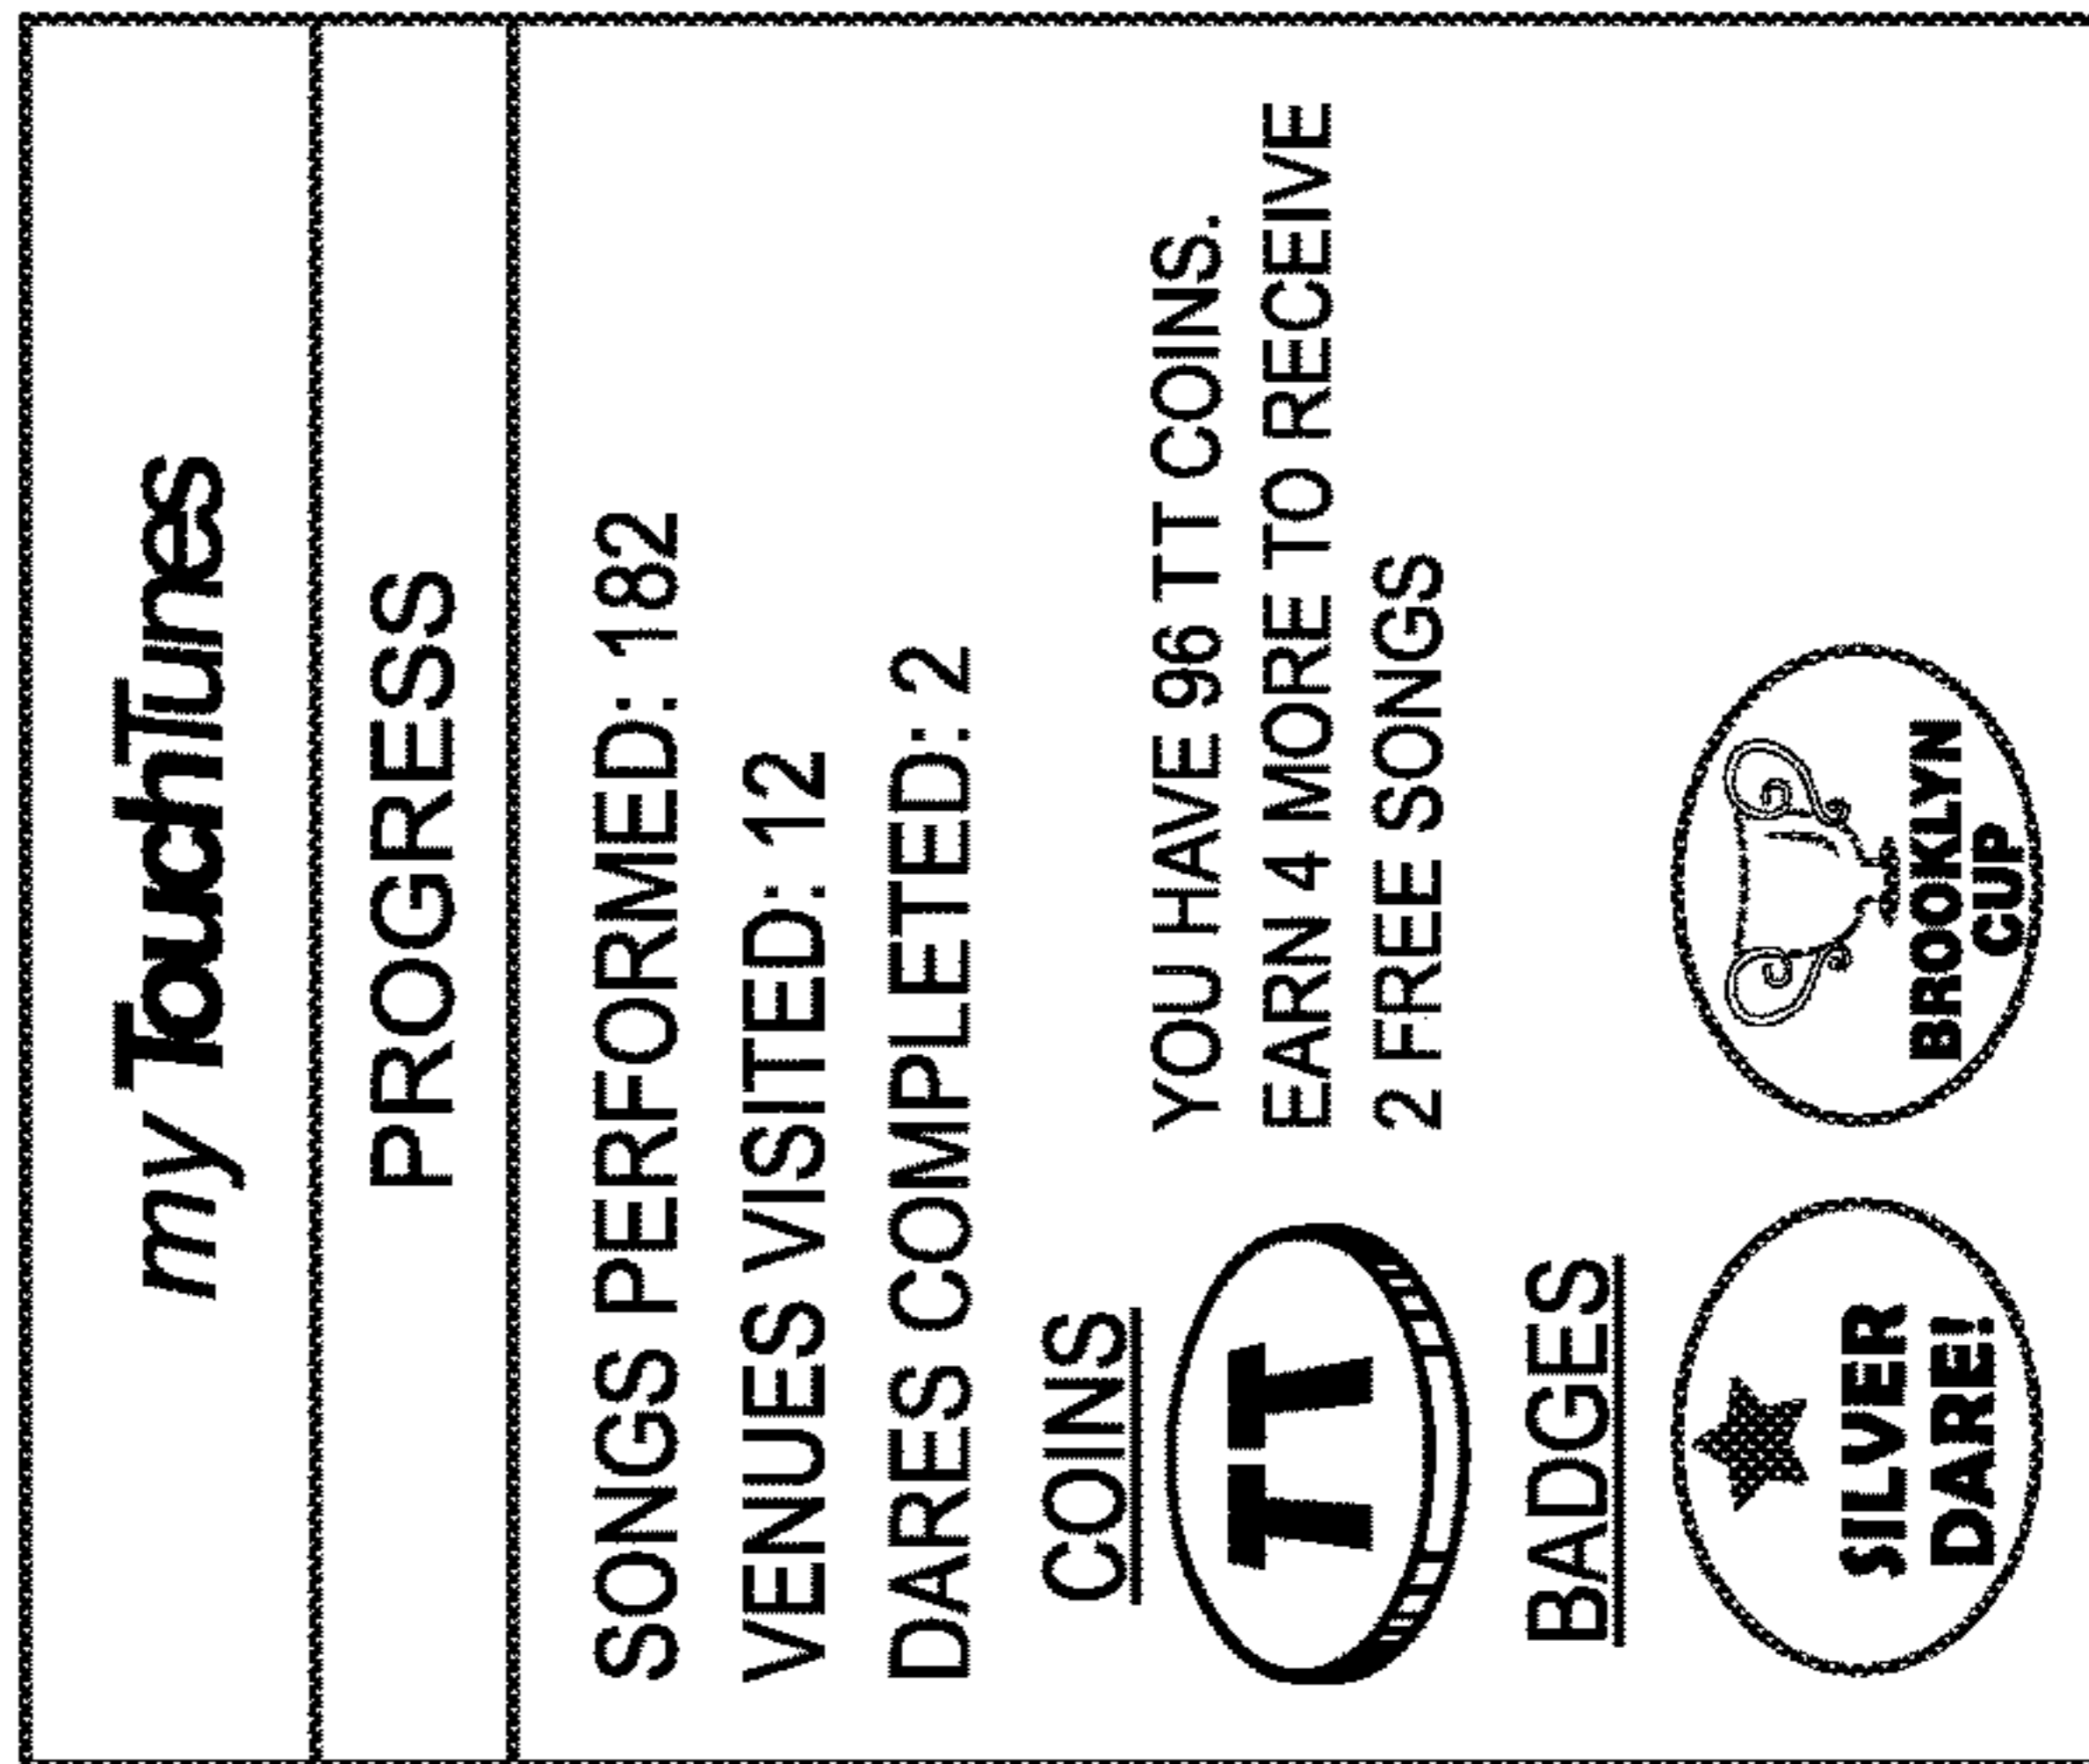 my TouchTunes
PROGRESS
SONGS PERFORMED: 182
VENUES VISITED: 12
DARES COMPLETED: 2
COINS
TT
YOU HAVE 96 TT COINS.
EARN 4 MORE TO RECEIVE
2 FREE SONGS
BADGES
SILVER
DARE!
BROOKLYN
CUP